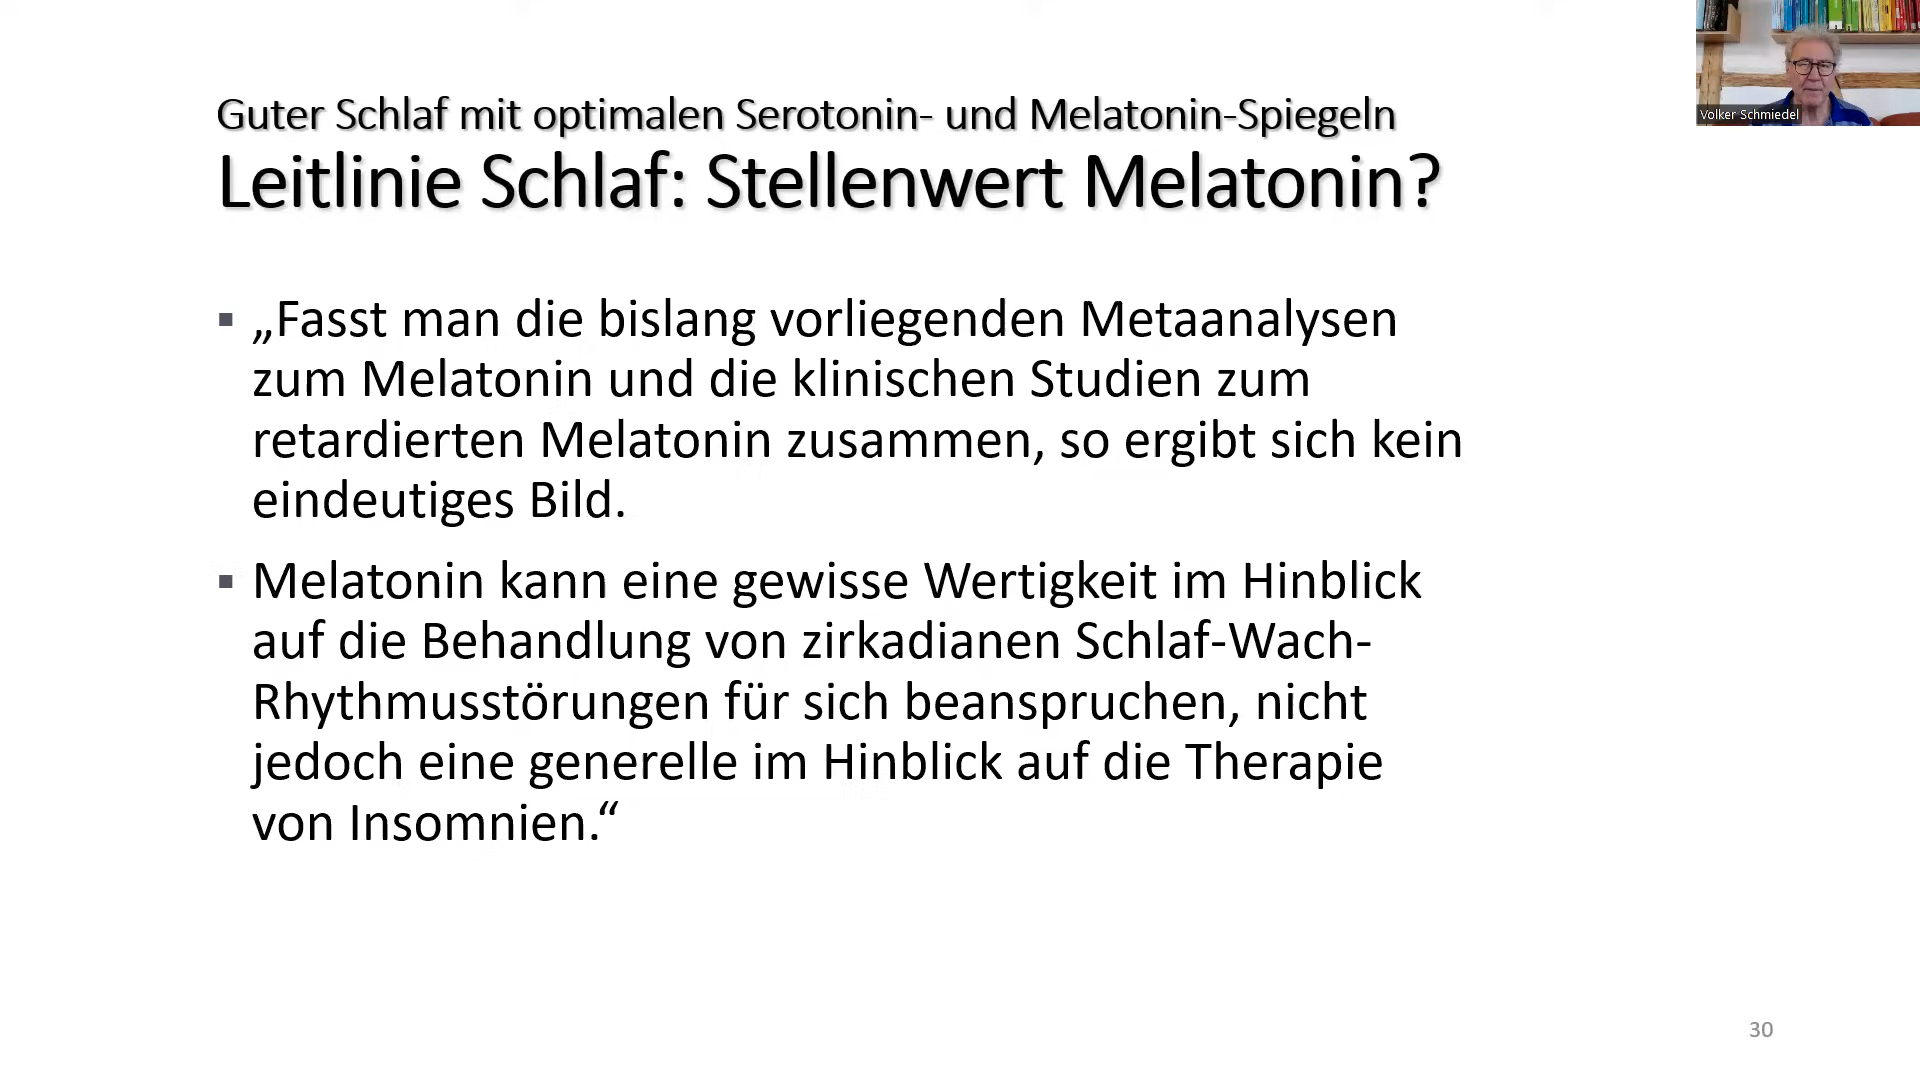 Volker Schmiedel
Guter Schlaf mit optimalen Serotonin- und Melatonin-Spiegeln
Leitlinie Schlaf: Stellenwert Melatonin?
▪ „Fasst man die bislang vorliegenden Metaanalysen
zum Melatonin und die klinischen Studien zum
retardierten Melatonin zusammen, so ergibt sich kein
eindeutiges Bild.
▪ Melatonin kann eine gewisse Wertigkeit im Hinblick
auf die Behandlung von zirkadianen Schlaf-Wach-
Rhythmusstörungen für sich beanspruchen, nicht
jedoch eine generelle im Hinblick auf die Therapie
von Insomnien.“
30